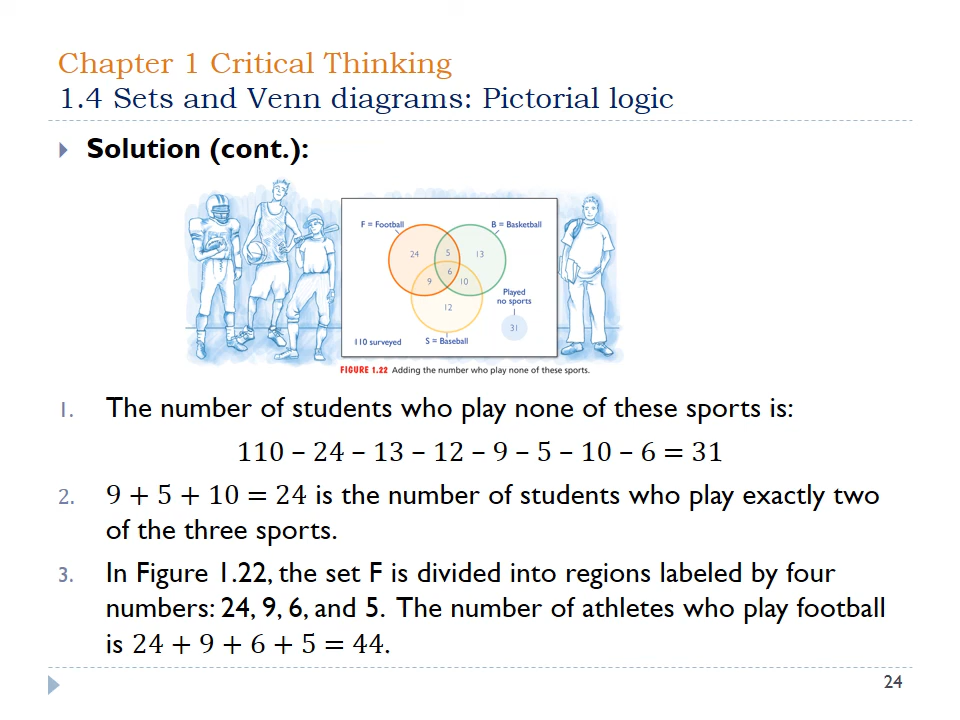 Chapter 1 Critical Thinking
1.4 Sets and Venn diagrams: Pictorial logic
Solution (cont.):
F = Football
B = Basketball
24
5
13
6
9
10
12
Played
no sports
31
110 surveyed
S = Baseball
FIGURE 1.22 Adding the number who play none of these sports.
1. The number of students who play none of these sports is:
110 – 24 – 13 – 12 – 9 – 5 – 10 – 6 = 31
2. 9 + 5 + 10 = 24 is the number of students who play exactly two
of the three sports.
3. In Figure 1.22, the set F is divided into regions labeled by four
numbers: 24, 9, 6, and 5. The number of athletes who play football
is 24 + 9 + 6 + 5 = 44.
24